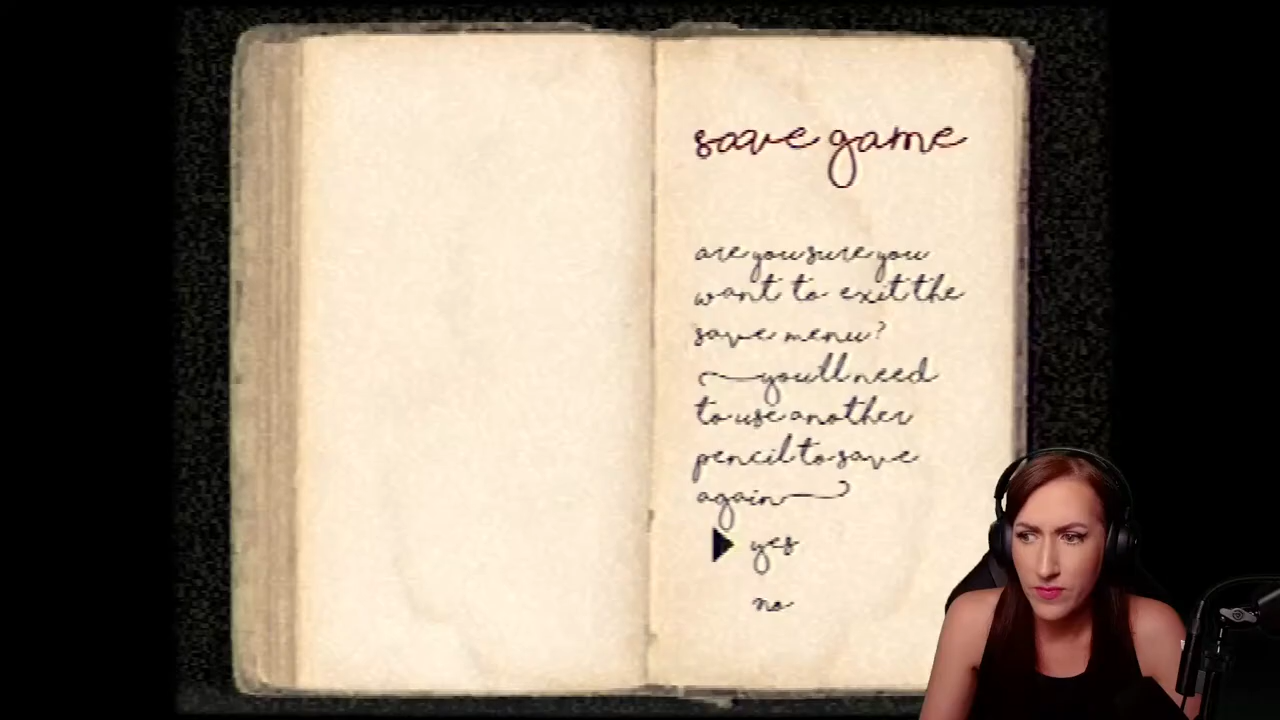 save game
are you sure you
want to exit the
save menu?
(you'll need
to use another
pencil to save
again)
yes
no